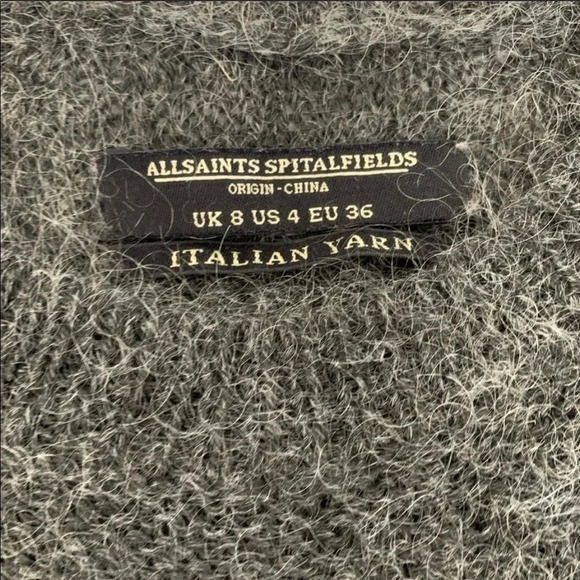 ALLSAINTS SPITALFIELDS
ORIGIN - CHINA
UK 8 US 4 EU 36
ITALIAN YARN